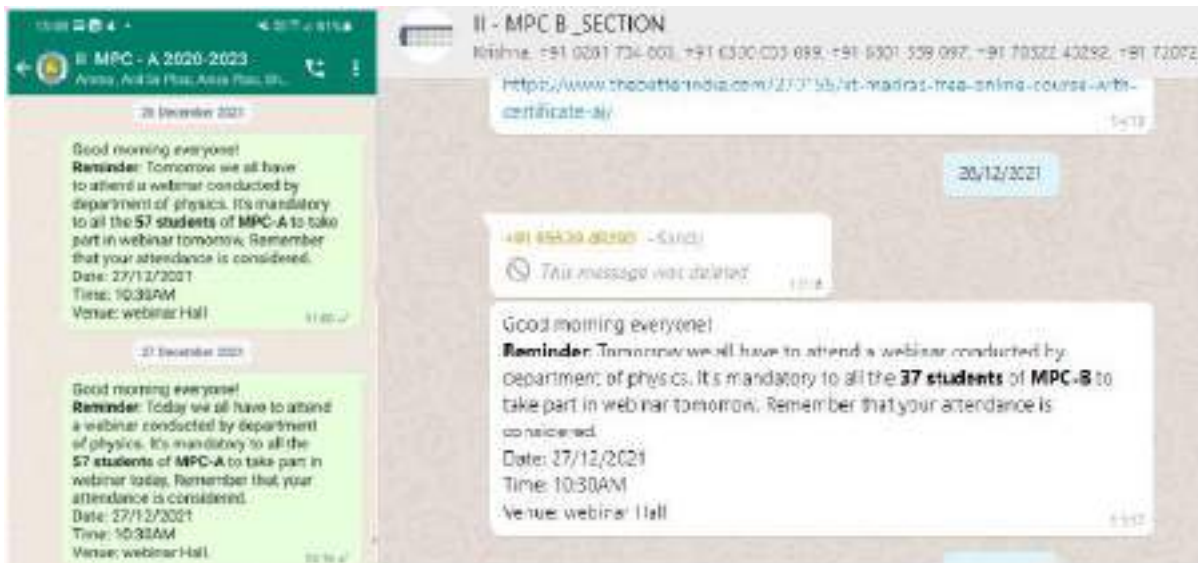 II MPC - A 2020-2023
26 December 2021
Good morning everyone!
Reminder: Tomorrow we all have
to attend a webinar conducted by
department of physics. It's mandatory
to all the 57 students of MPC-A to take
part in webinar tomorrow. Remember
that your attendance is considered.
Date: 27/12/2021
Time: 10:30AM
Venue: webinar Hall
27 December 2021
Good morning everyone!
Reminder: Today we all have to attend
a webinar conducted by department
of physics. It's mandatory to all the
57 students of MPC-A to take part in
webinar today. Remember that your
attendance is considered.
Date: 27/12/2021
Time: 10:30AM
Venue: webinar Hall
II - MPC B_SECTION
Krishna,
certificate-ai/
26/12/2021
This message was deleted
Good morning everyone!
Reminder: Tomorrow we all have to attend a webinar conducted by
department of physics. It's mandatory to all the 37 students of MPC-B to
take part in webinar tomorrow. Remember that your attendance is
considered.
Date: 27/12/2021
Time: 10:30AM
Venue: webinar Hall